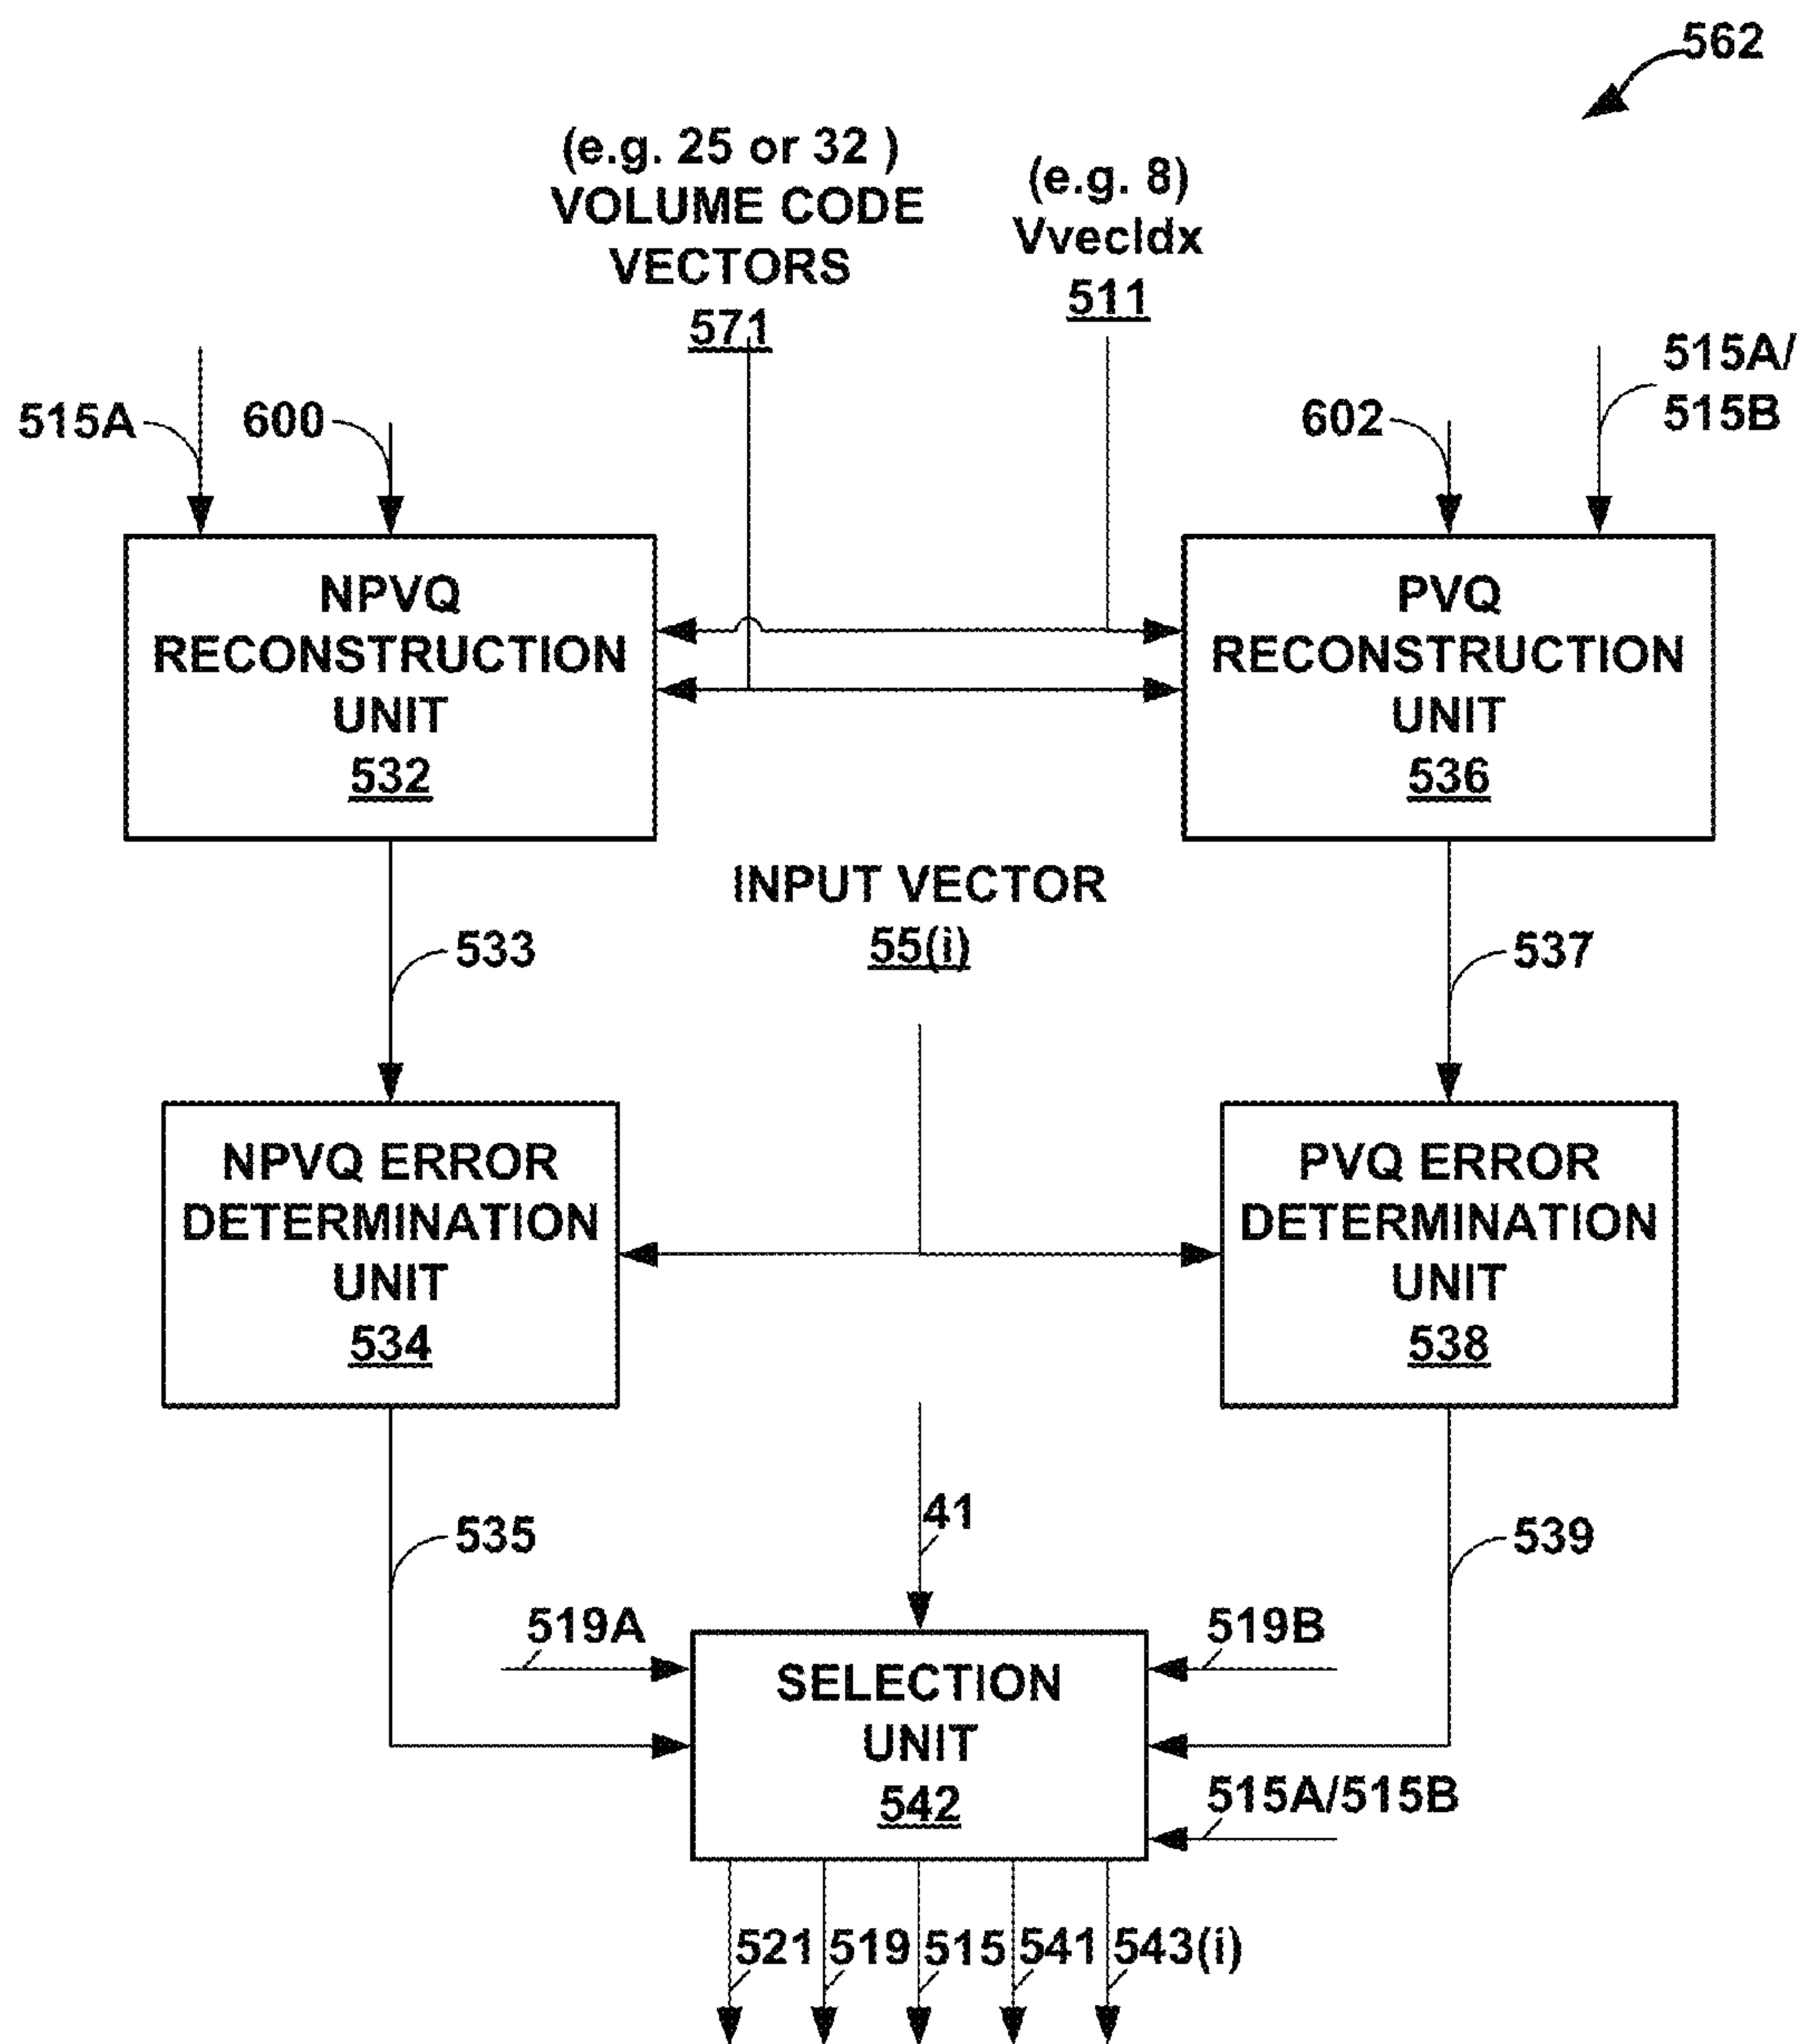 562
(e.g. 25 or 32 )
VOLUME CODE
VECTORS
571
(e.g. 8)
VvecIdx
511
515A
600
602
515A/
515B
NPVQ
RECONSTRUCTION
UNIT
532
PVQ
RECONSTRUCTION
UNIT
536
INPUT VECTOR
55(i)
533
537
NPVQ ERROR
DETERMINATION
UNIT
534
PVQ ERROR
DETERMINATION
UNIT
538
41
535
539
519A
519B
SELECTION
UNIT
542
515A/515B
521
519
515
541
543(i)